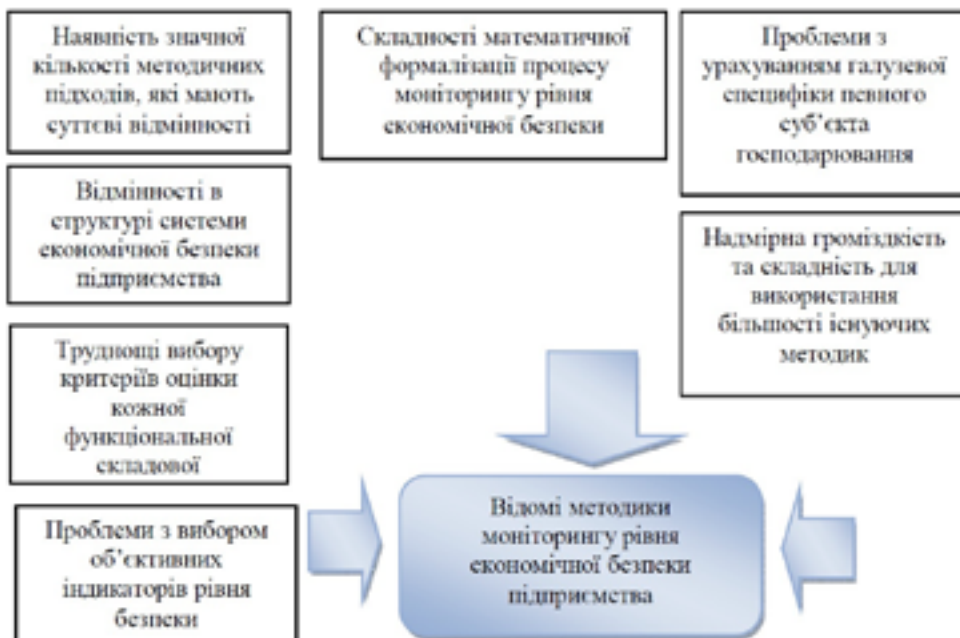 Наявність значної
кількості методичних
підходів, які мають
суттєві відмінності
Складності математичної
формалізації процесу
моніторингу рівня
економічної безпеки
Проблеми з
урахуванням галузевої
специфіки певного
суб’єкта
господарювання
Відмінності в
структурі системи
економічної безпеки
підприємства
Надмірна громіздкість
та складність для
використання
більшості існуючих
методик
Труднощі вибору
критеріїв оцінки
кожної
функціональної
складової
Проблеми з вибором
об’єктивних
індикаторів рівня
безпеки
Відомі методики
моніторингу рівня
економічної безпеки
підприємства